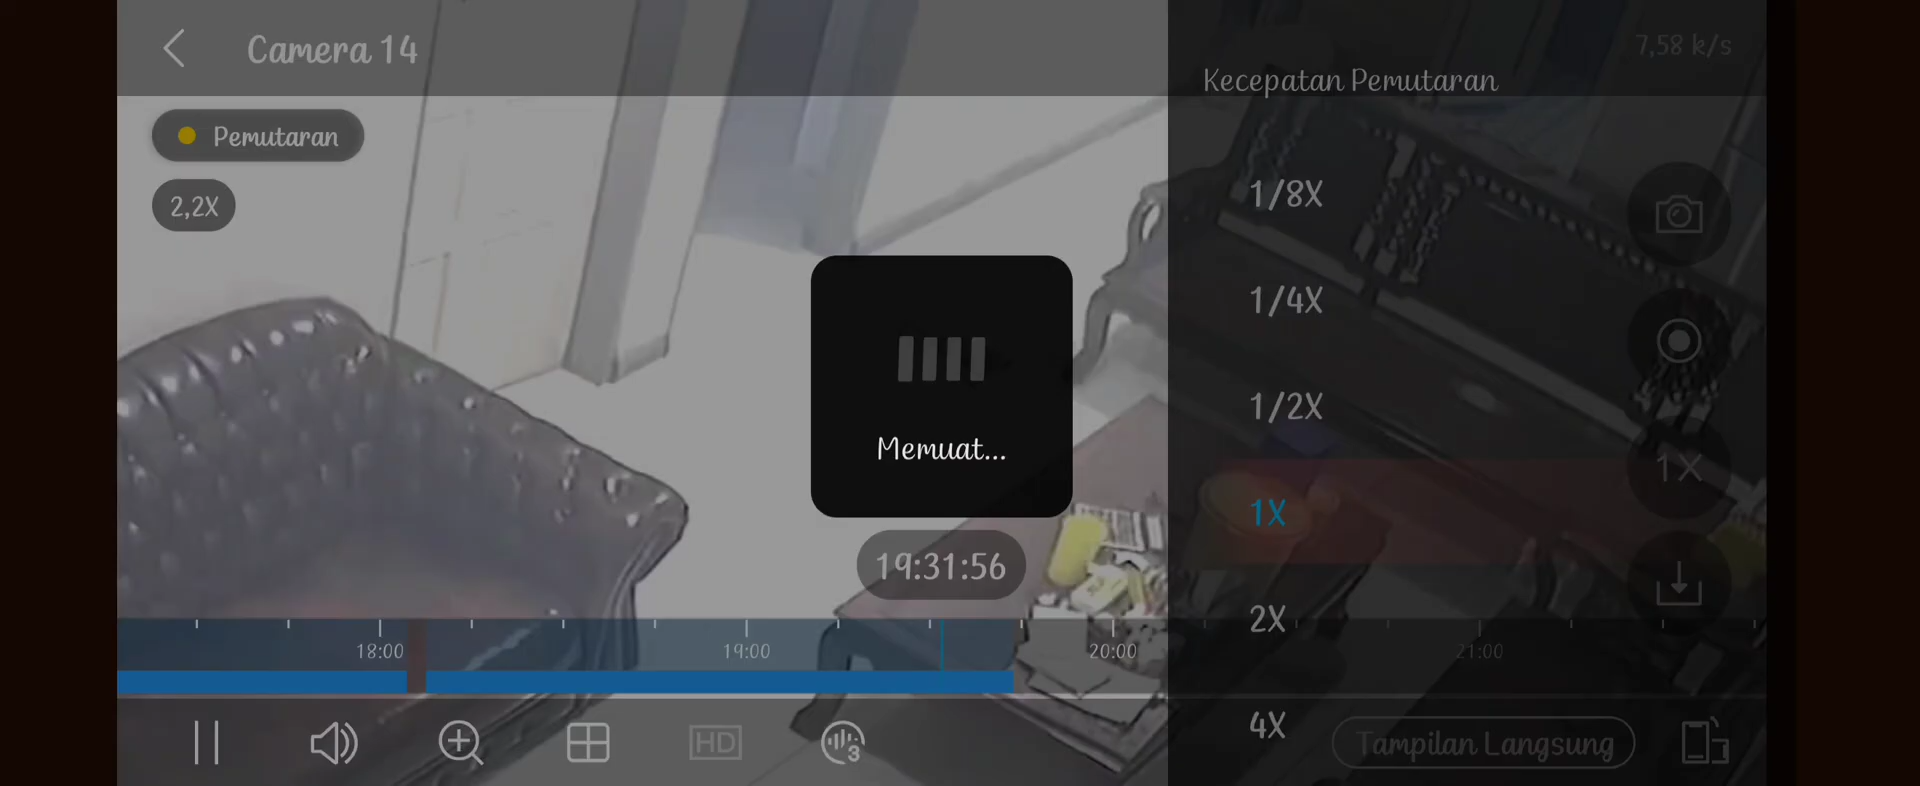 Camera 14
7,58 k/s
Kecepatan Pemutaran
Pemutaran
2,2X
1/8X
1/4X
1/2X
1X
1X
2X
4X
Memuat...
19:31:56
18:00
19:00
20:00
21:00
HD
3
Tampilan Langsung